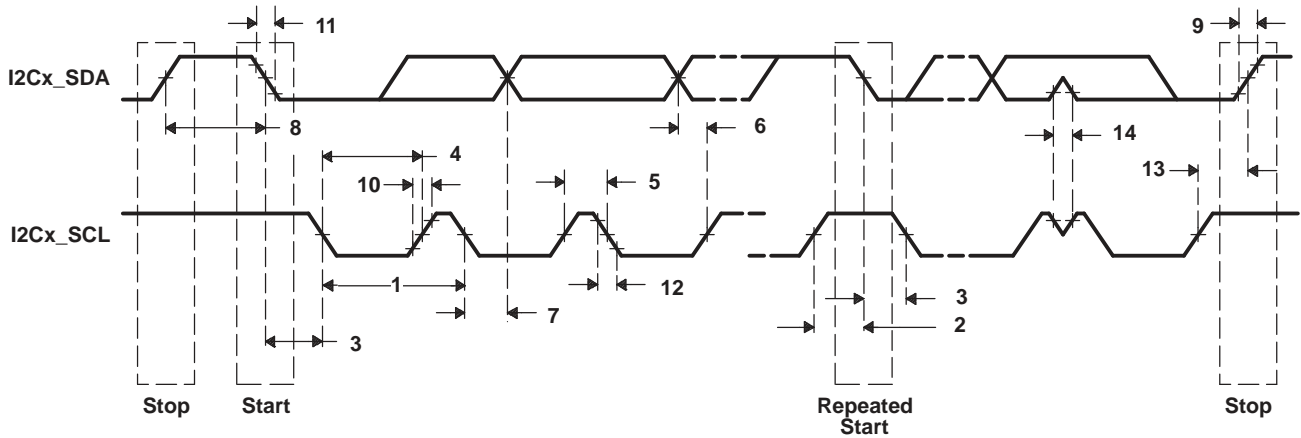 11
9
I2Cx_SDA
8
6
14
4
10
5
13
I2Cx_SCL
1
12
7
3
2
3
Stop
Start
Repeated
Start
Stop